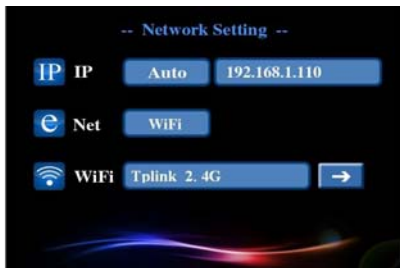 -- Network Setting --
IP IP Auto 192.168.1.110
e Net WiFi
WiFi Tplink 2. 4G →